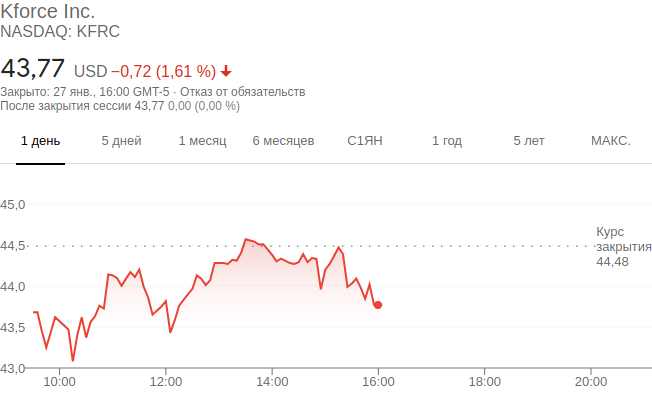 Kforce Inc.
NASDAQ: KFRC
43,77 USD −0,72 (1,61 %)
Закрыто: 27 янв., 16:00 GMT-5 · Отказ от обязательств
После закрытия сессии 43,77 0,00 (0,00 %)
1 день 5 дней 1 месяц 6 месяцев С1ЯН 1 год 5 лет МАКС.
45,0
Курс
44,5 закрытия
44,48
44,0
43,5
43,0
10:00 12:00 14:00 16:00 18:00 20:00